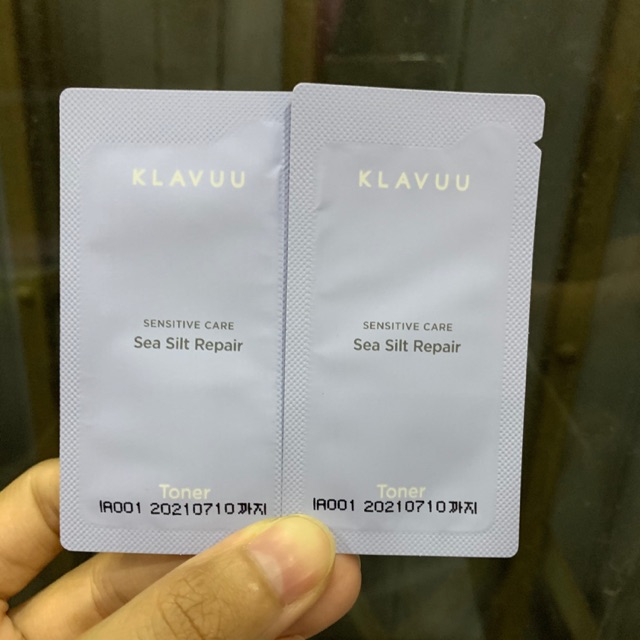 KLAVUU
SENSITIVE CARE
Sea Silt Repair
Toner
IA001 20210710까지
KLAVUU
SENSITIVE CARE
Sea Silt Repair
Toner
IA001 20210710까지